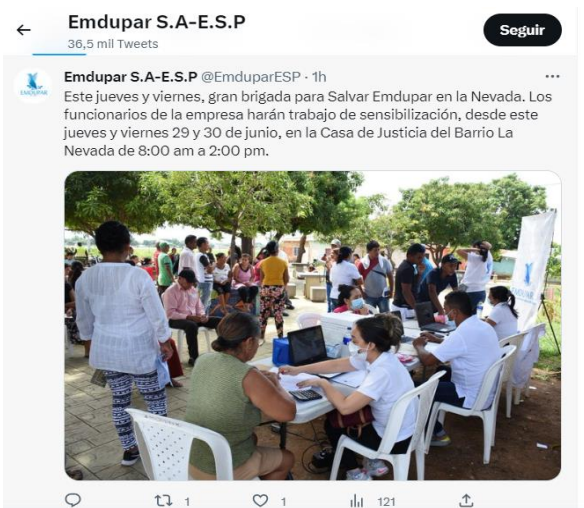 Emdupar S.A-E.S.P
36,5 mil Tweets
Seguir
Emdupar S.A-E.S.P @EmduparESP · 1h
Este jueves y viernes, gran brigada para Salvar Emdupar en la Nevada. Los
funcionarios de la empresa harán trabajo de sensibilización, desde este
jueves y viernes 29 y 30 de junio, en la Casa de Justicia del Barrio La
Nevada de 8:00 am a 2:00 pm.
EMDUPAR
1
1
121